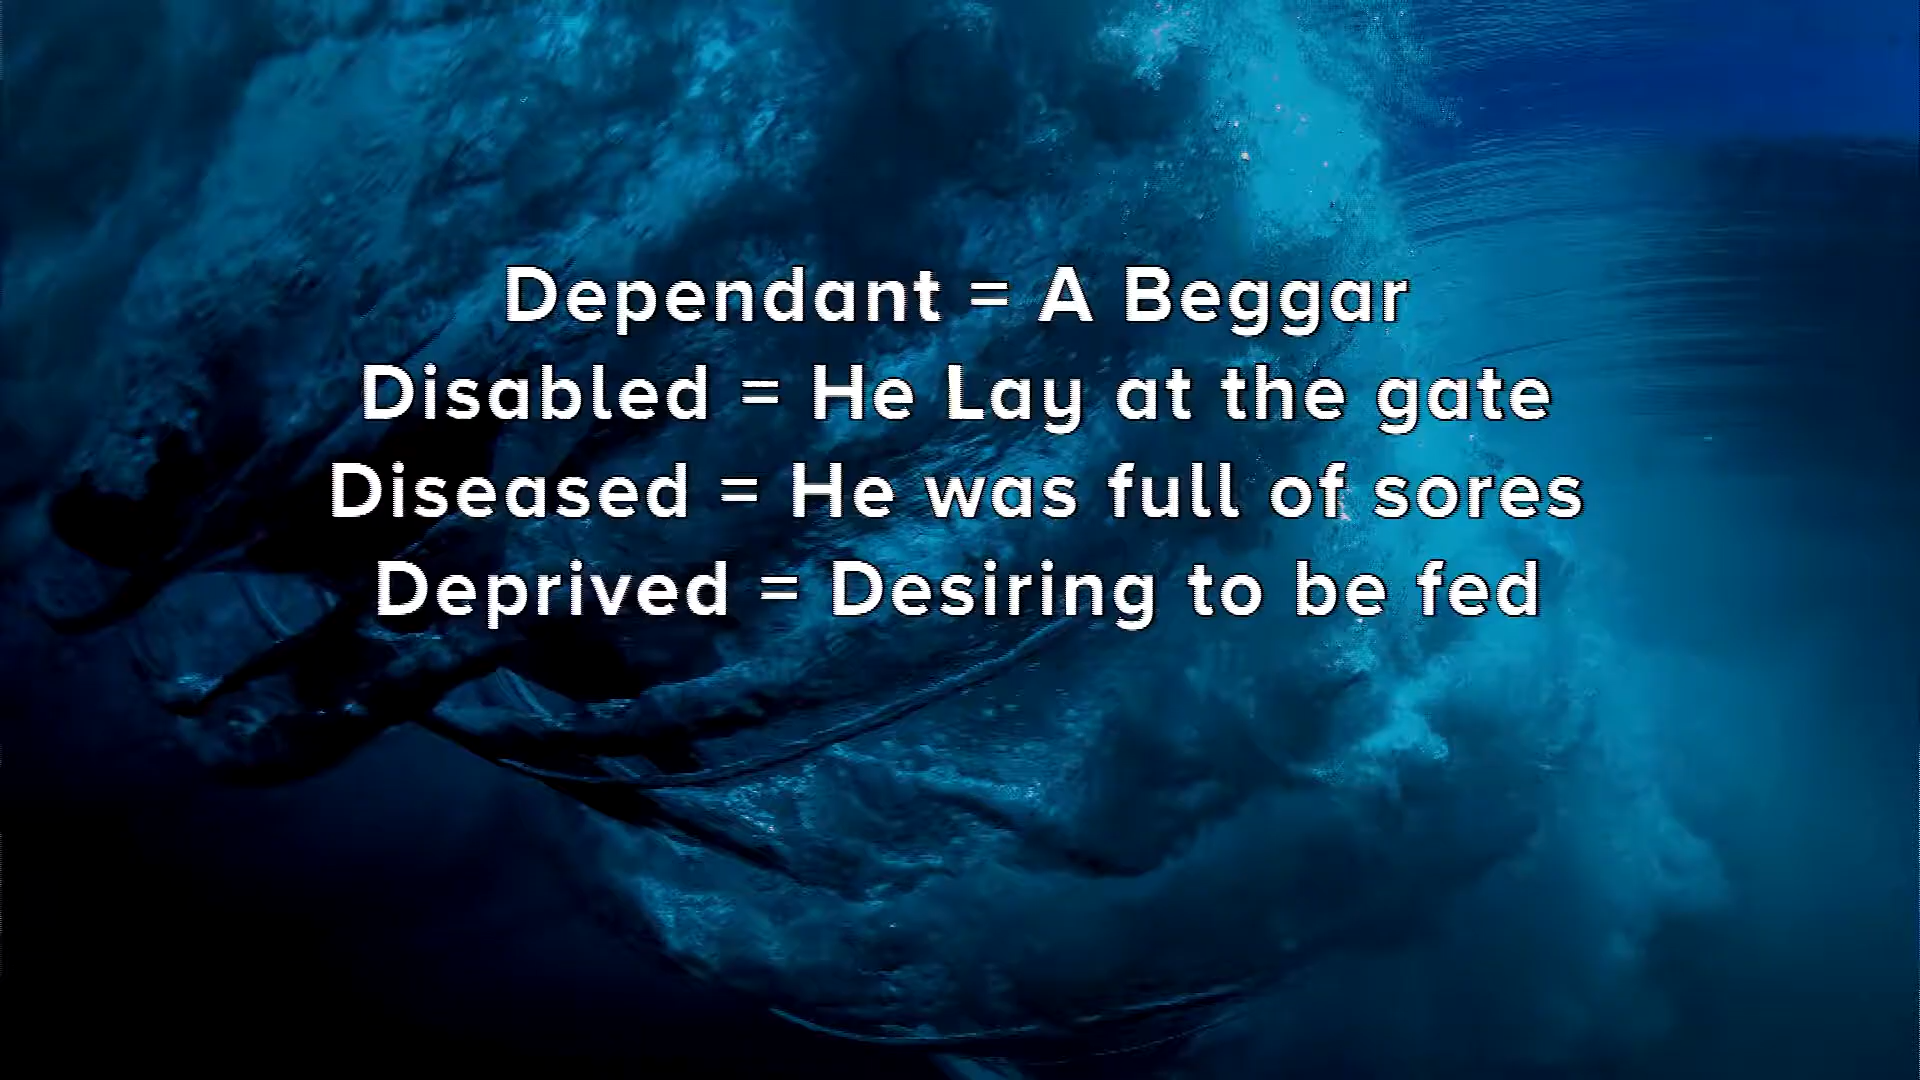 Dependant = A Beggar
Disabled = He Lay at the gate
Diseased = He was full of sores
Deprived = Desiring to be fed